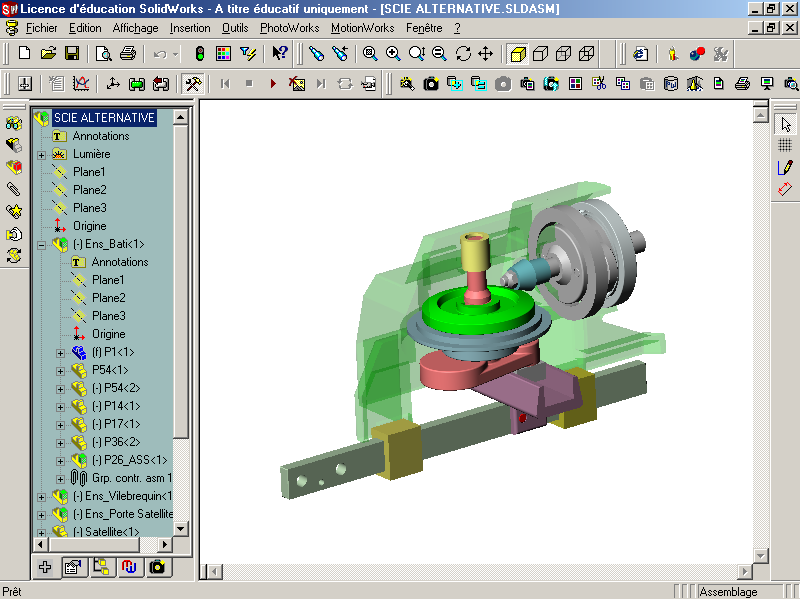 Licence d'éducation SolidWorks - A titre éducatif uniquement - [SCIE ALTERNATIVE.SLDASM]
Fichier Edition Affichage Insertion Outils PhotoWorks MotionWorks Fenêtre ?
SCIE ALTERNATIVE
Annotations
Lumière
Plane1
Plane2
Plane3
Origine
(-) Ens_Bati<1>
Annotations
Plane1
Plane2
Plane3
Origine
(f) P1<1>
P54<1>
(-) P54<2>
(-) P14<1>
(-) P17<1>
(-) P36<2>
(-) P26_ASS<1>
Grp. contr. asm 1
(-) Ens_Vilebrequin<1
(-) Ens_Porte Satellite
(-) Satellite<1>
Prêt
Assemblage